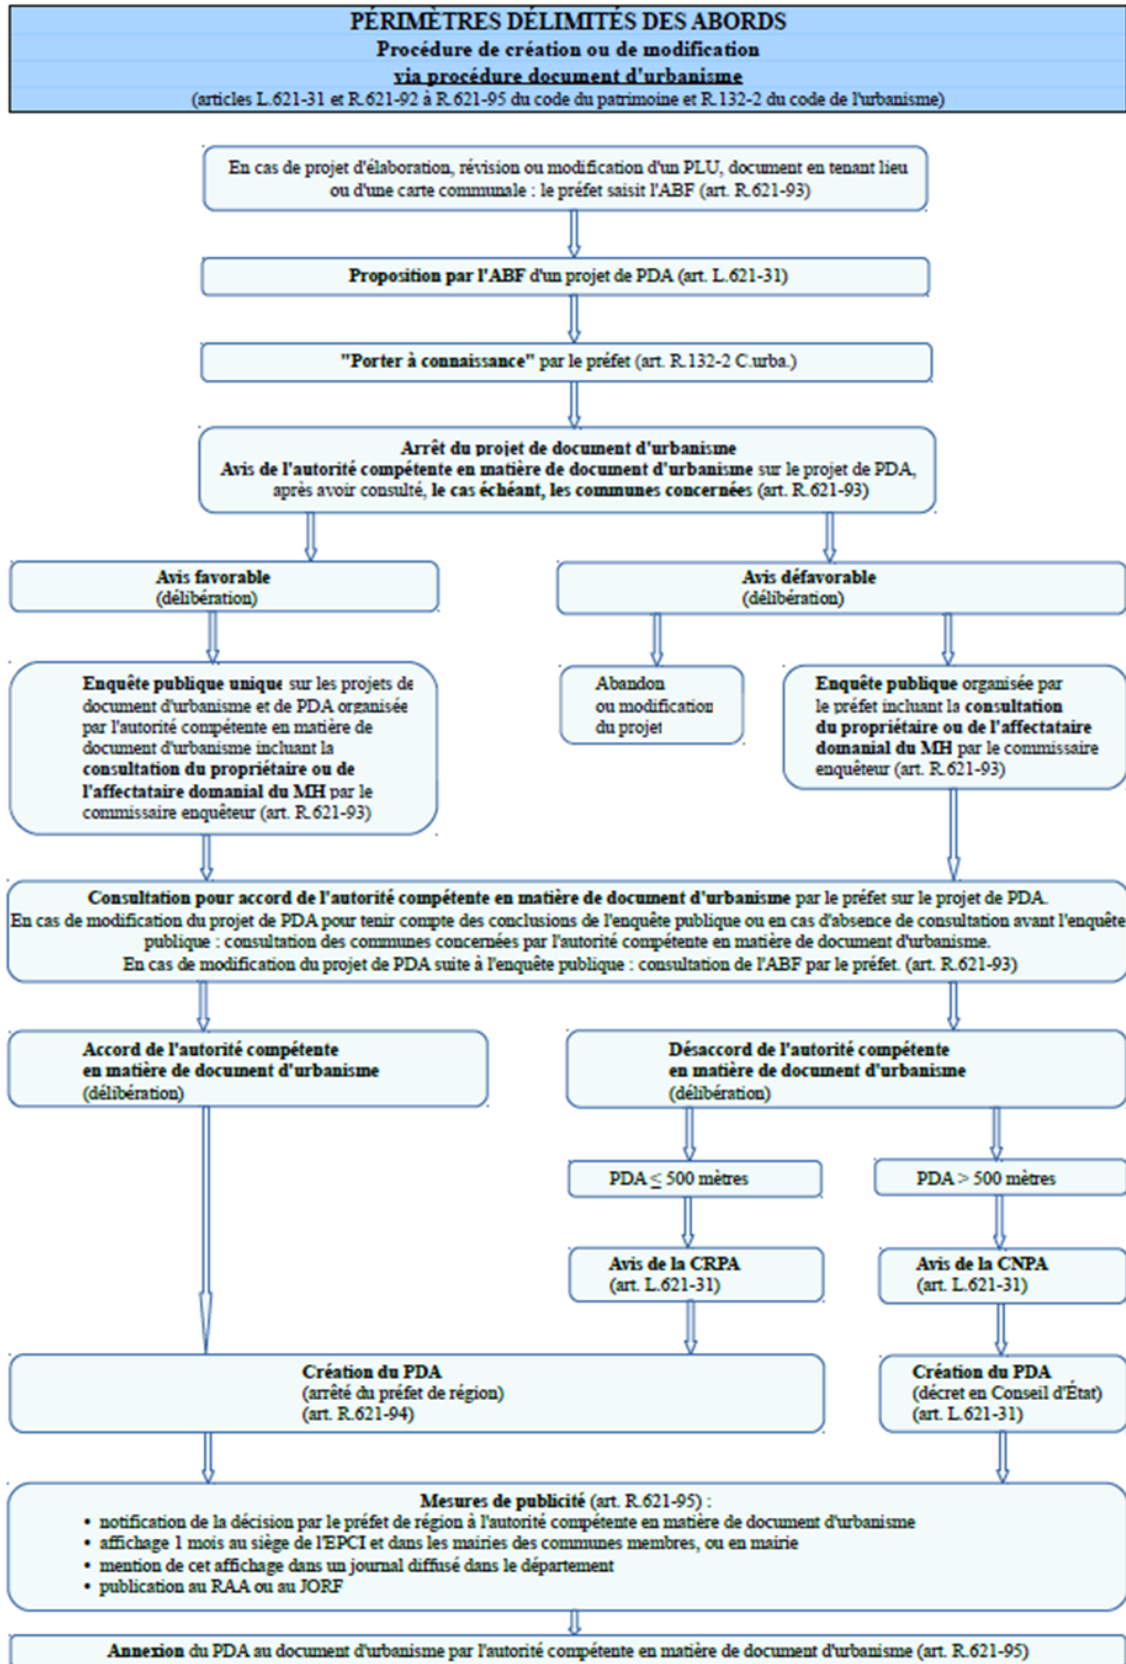 PÉRIMÈTRES DÉLIMITÉS DES ABORDS
Procédure de création ou de modification
via procédure document d'urbanisme
(articles L.621-31 et R.621-92 à R.621-95 du code du patrimoine et R.132-2 du code de l'urbanisme)
En cas de projet d'élaboration, révision ou modification d'un PLU, document en tenant lieu
ou d'une carte communale : le préfet saisit l'ABF (art. R.621-93)
Proposition par l'ABF d'un projet de PDA (art. L.621-31)
"Porter à connaissance" par le préfet (art. R.132-2 C.urba.)
Arrêt du projet de document d'urbanisme
Avis de l'autorité compétente en matière de document d'urbanisme sur le projet de PDA,
après avoir consulté, le cas échéant, les communes concernées (art. R.621-93)
Avis favorable
(délibération)
Avis défavorable
(délibération)
Enquête publique unique sur les projets de
document d'urbanisme et de PDA organisée
par l'autorité compétente en matière de
document d'urbanisme incluant la
consultation du propriétaire ou de
l'affectataire domanial du MH par le
commissaire enquêteur (art. R.621-93)
Abandon
ou modification
du projet
Enquête publique organisée par
le préfet incluant la consultation
du propriétaire ou de l'affectataire
domanial du MH par le commissaire
enquêteur (art. R.621-93)
Consultation pour accord de l'autorité compétente en matière de document d'urbanisme par le préfet sur le projet de PDA.
En cas de modification du projet de PDA pour tenir compte des conclusions de l'enquête publique ou en cas d'absence de consultation avant l'enquête
publique : consultation des communes concernées par l'autorité compétente en matière de document d'urbanisme.
En cas de modification du projet de PDA suite à l'enquête publique : consultation de l'ABF par le préfet. (art. R.621-93)
Accord de l'autorité compétente
en matière de document d'urbanisme
(délibération)
Désaccord de l'autorité compétente
en matière de document d'urbanisme
(délibération)
PDA ≤ 500 mètres
PDA > 500 mètres
Avis de la CRPA
(art. L.621-31)
Avis de la CNPA
(art. L.621-31)
Création du PDA
(arrêté du préfet de région)
(art. R.621-94)
Création du PDA
(décret en Conseil d'État)
(art. L.621-31)
Mesures de publicité (art. R.621-95) :
• notification de la décision par le préfet de région à l'autorité compétente en matière de document d'urbanisme
• affichage 1 mois au siège de l'EPCI et dans les mairies des communes membres, ou en mairie
• mention de cet affichage dans un journal diffusé dans le département
• publication au RAA ou au JORF
Annexion du PDA au document d'urbanisme par l'autorité compétente en matière de document d'urbanisme (art. R.621-95)